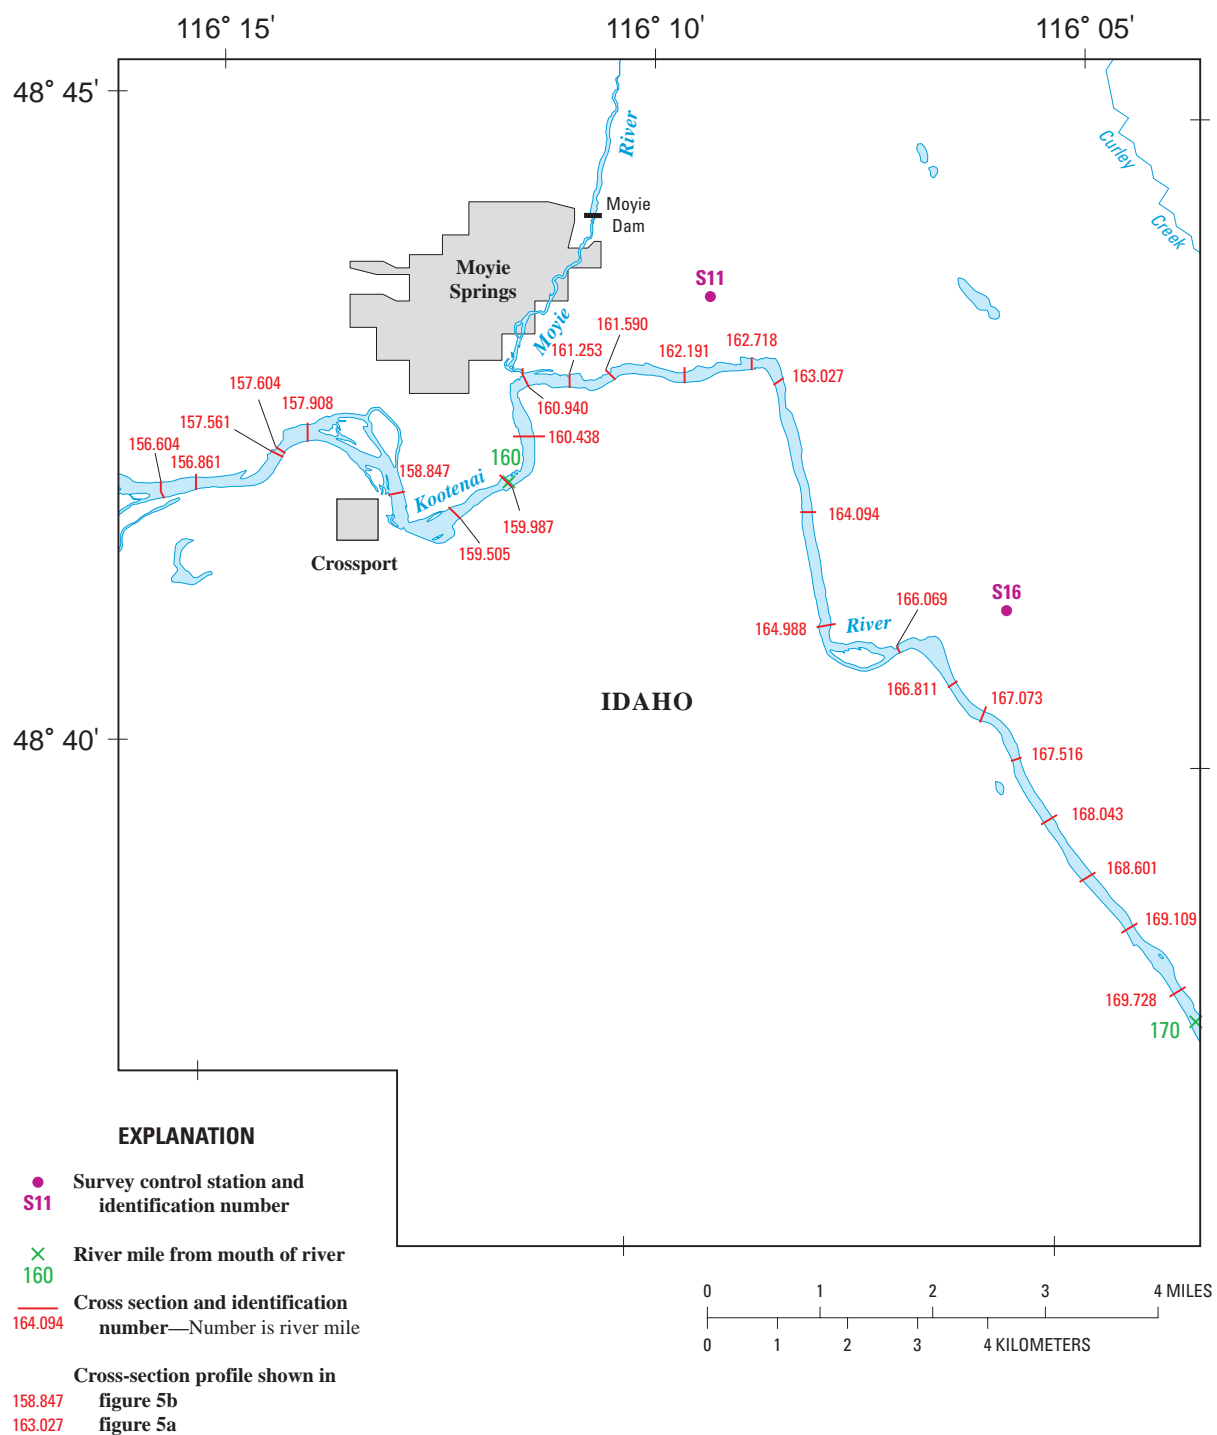 116° 15'
116° 10'
116° 05'
48° 45'
River
Curley
Creek
Moyie
Dam
Moyie
Springs
S11
Moyie
161.590
161.253
162.191
162.718
163.027
157.604
157.908
157.561
160.940
156.604
156.861
160.438
160
158.847
Kootenai
159.987
164.094
159.505
Crossport
S16
166.069
164.988
River
166.811
IDAHO
167.073
48° 40'
167.516
168.043
168.601
169.109
169.728
170
EXPLANATION
S11
Survey control station and
identification number
160
River mile from mouth of river
164.094
Cross section and identification
number—Number is river mile
Cross-section profile shown in
158.847 figure 5b
163.027 figure 5a
0 1 2 3 4 MILES
0 1 2 3 4 KILOMETERS